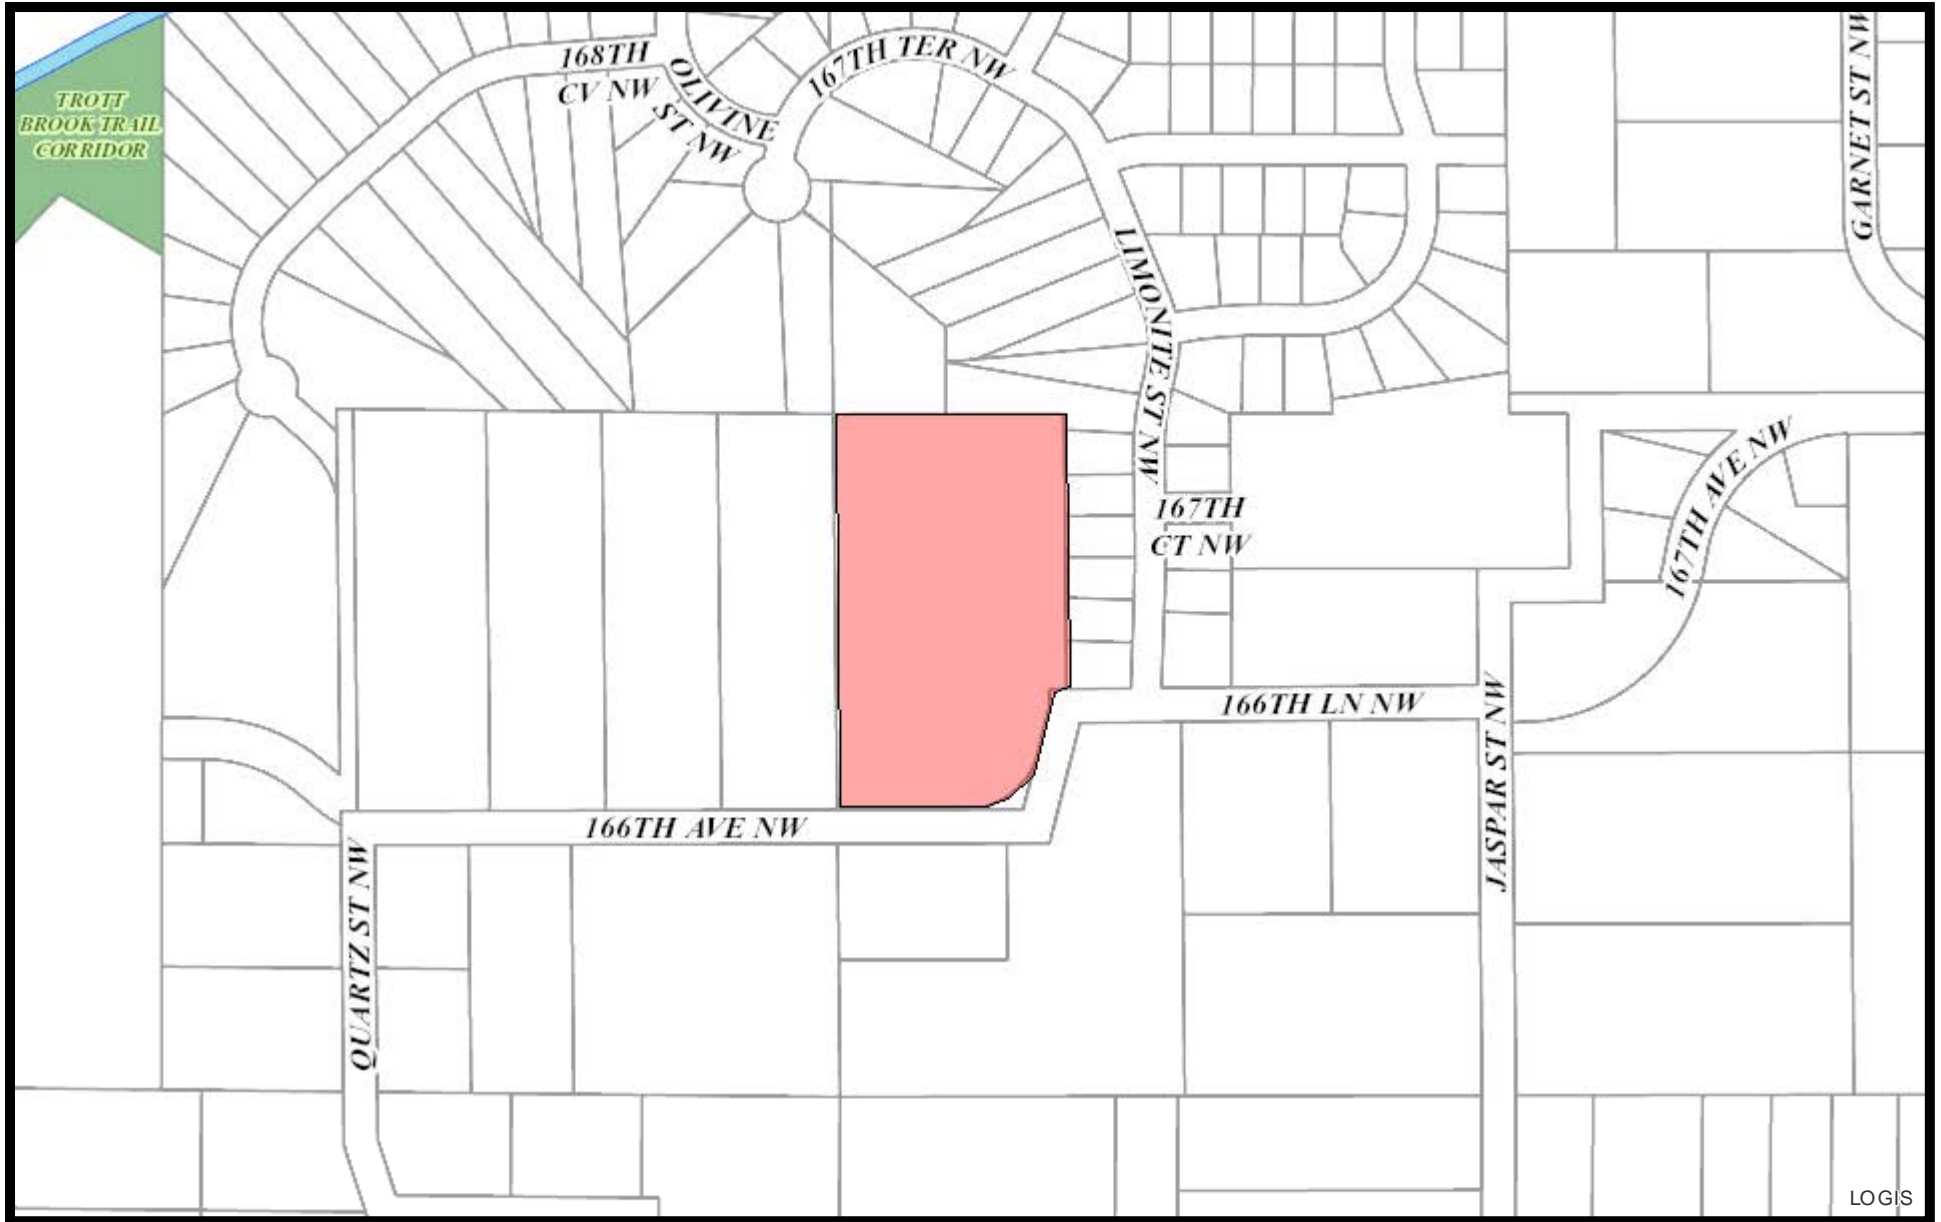 168TH
CV NW
OLIVINE
ST NW
167TH TER NW
GARNET ST NW
TROTT
BROOK TRAIL
CORRIDOR
LIMONITE ST NW
167TH AVE NW
167TH
CT NW
166TH LN NW
JASPAR ST NW
166TH AVE NW
QUARTZ ST NW
LOGIS